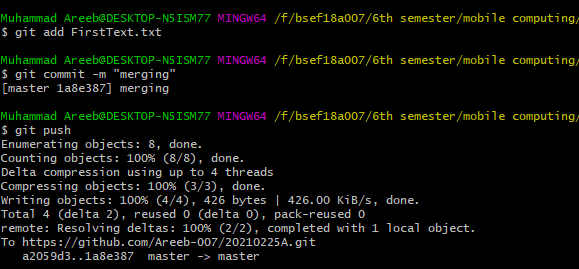 Muhammad Areeb@DESKTOP-N5ISM77 MINGW64 /f/bsef18a007/6th semester/mobile computing/
$ git add FirstText.txt
Muhammad Areeb@DESKTOP-N5ISM77 MINGW64 /f/bsef18a007/6th semester/mobile computing/
$ git commit -m "merging"
[master 1a8e387] merging
Muhammad Areeb@DESKTOP-N5ISM77 MINGW64 /f/bsef18a007/6th semester/mobile computing/
$ git push
Enumerating objects: 8, done.
Counting objects: 100% (8/8), done.
Delta compression using up to 4 threads
Compressing objects: 100% (3/3), done.
Writing objects: 100% (4/4), 426 bytes | 426.00 KiB/s, done.
Total 4 (delta 2), reused 0 (delta 0), pack-reused 0
remote: Resolving deltas: 100% (2/2), completed with 1 local object.
To https://github.com/Areeb-007/20210225A.git
a2059d3..1a8e387 master -> master